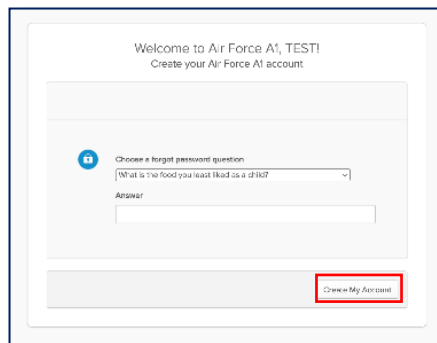 Welcome to Air Force A1, TEST!
Create your Air Force A1 account
Choose a forgot password question
What is the food you least liked as a child?
Answer
Create My Account